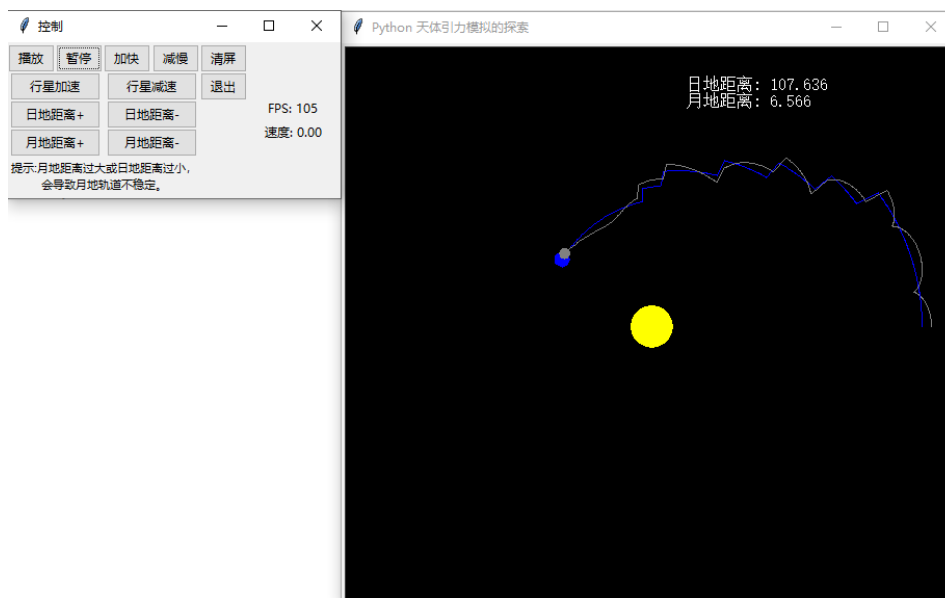 控制
播放 暂停 加快 减慢 清屏
行星加速 行星减速 退出
日地距离+ 日地距离-
月地距离+ 月地距离-
FPS: 105
速度: 0.00
提示:月地距离过大或日地距离过小，
会导致月地轨道不稳定。
Python 天体引力模拟的探索
日地距离: 107.636
月地距离: 6.566